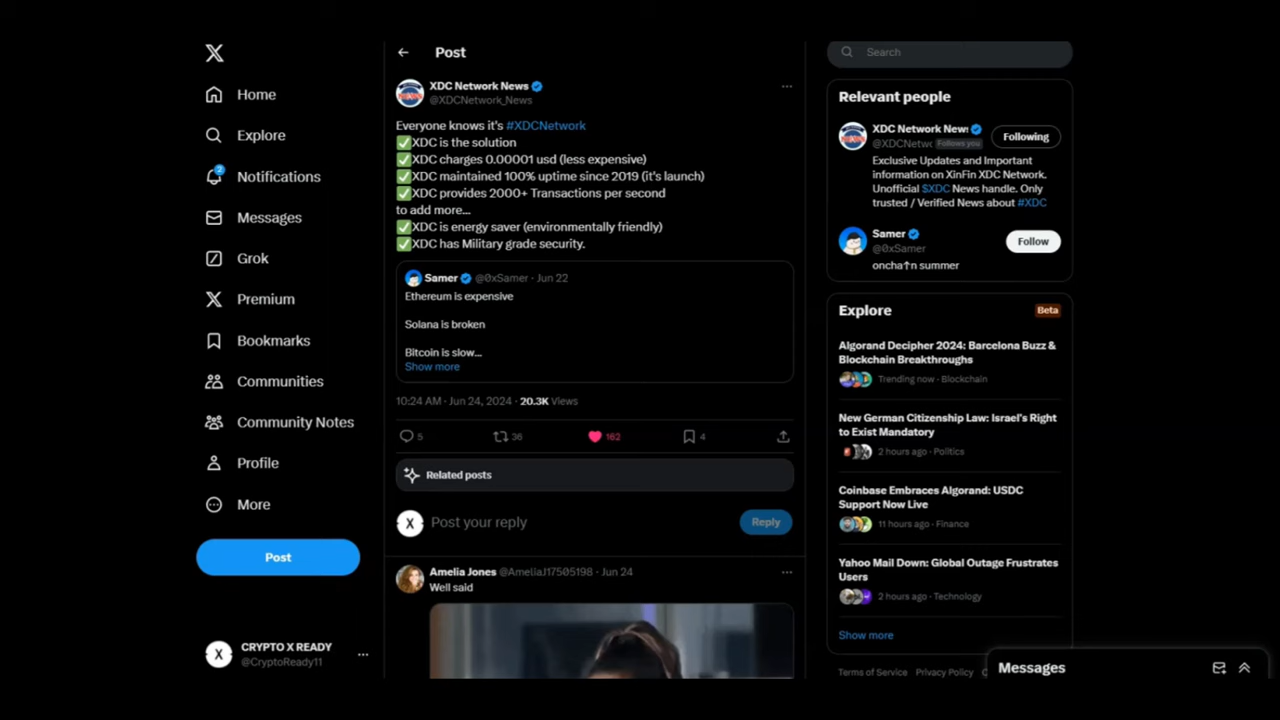 Home
Explore
2
Notifications
Messages
Grok
Premium
Bookmarks
Communities
Community Notes
Profile
More
Post
CRYPTO X READY
@CryptoReady11
Post
XDC Network News
@XDCNetwork_News
Everyone knows it's #XDCNetwork
✅XDC is the solution
✅XDC charges 0.00001 usd (less expensive)
✅XDC maintained 100% uptime since 2019 (it's launch)
✅XDC provides 2000+ Transactions per second
to add more...
✅XDC is energy saver (environmentally friendly)
✅XDC has Military grade security.
Samer @0xSamer · Jun 22
Ethereum is expensive
Solana is broken
Bitcoin is slow...
Show more
10:24 AM · Jun 24, 2024 · 20.3K Views
5 36 162 4
Related posts
Post your reply
Reply
Amelia Jones @AmeliaJ17505198 · Jun 24
Well said
Search
Relevant people
XDC Network News
Following
@XDCNetwc Follows you
Exclusive Updates and Important
information on XinFin XDC Network.
Unofficial $XDC News handle. Only
trusted / Verified News about #XDC
Samer
Follow
@0xSamer
oncha↑n summer
Explore
Beta
Algorand Decipher 2024: Barcelona Buzz &
Blockchain Breakthroughs
Trending now · Blockchain
New German Citizenship Law: Israel's Right
to Exist Mandatory
2 hours ago · Politics
Coinbase Embraces Algorand: USDC
Support Now Live
11 hours ago · Finance
Yahoo Mail Down: Global Outage Frustrates
Users
2 hours ago · Technology
Show more
Terms of Service Privacy Policy
Messages